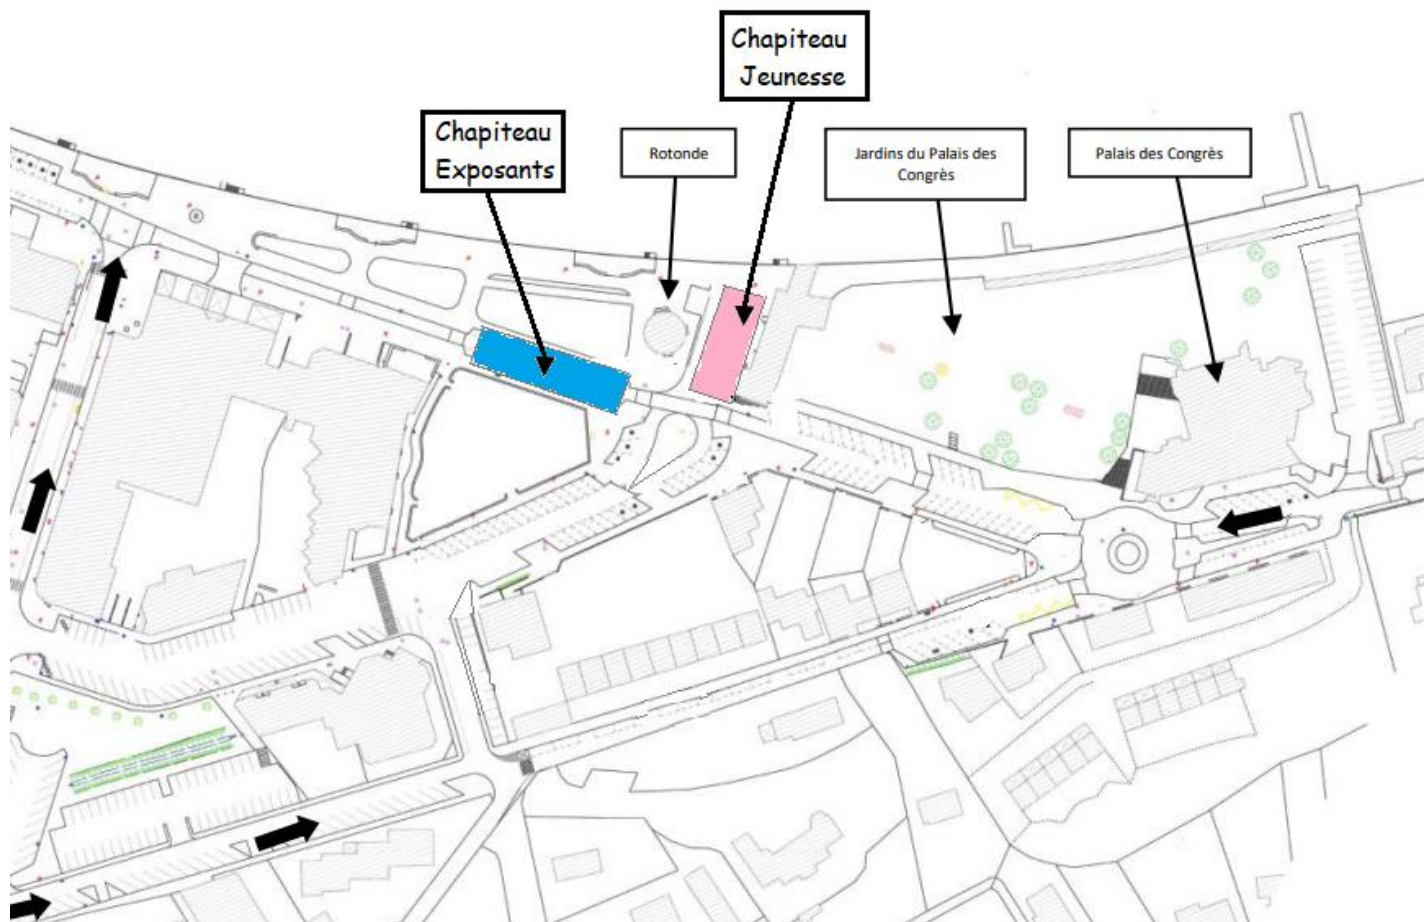 Chapiteau
Jeunesse
Chapiteau
Exposants
Rotonde
Jardins du Palais des
Congrès
Palais des Congrès